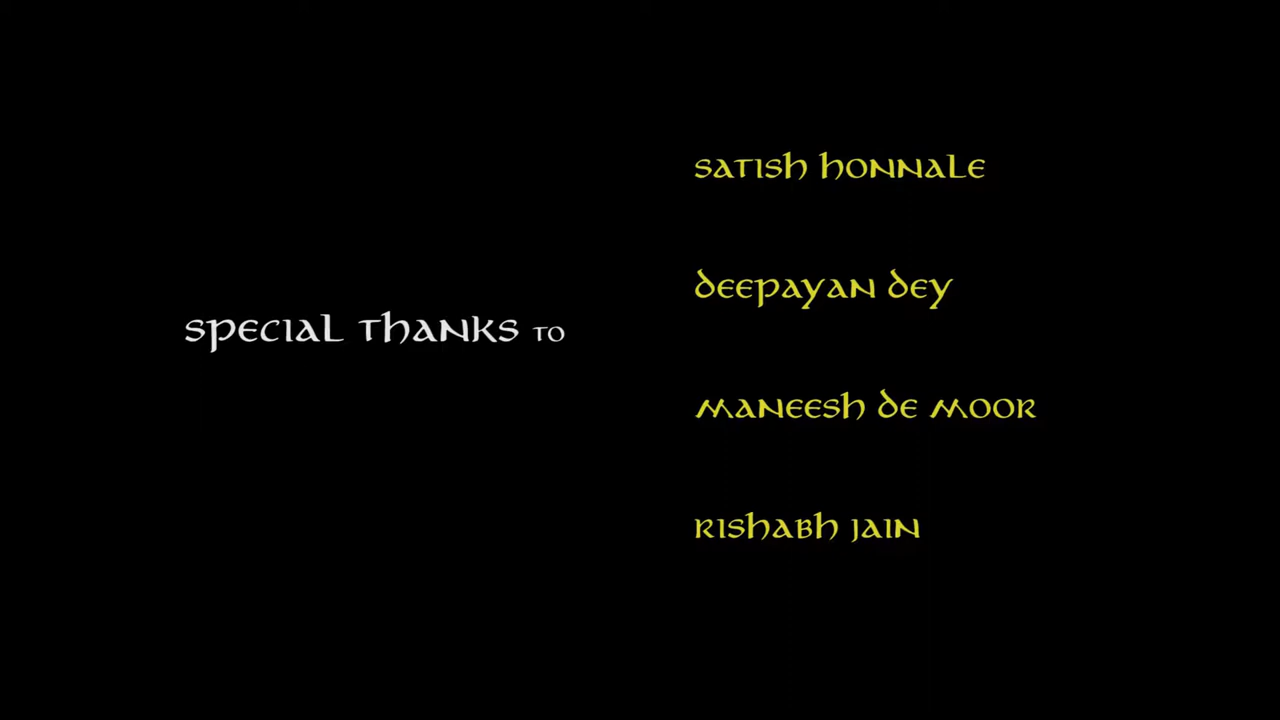 special thanks to
satish honnale
deepayan dey
maneesh de moor
rishabh jain